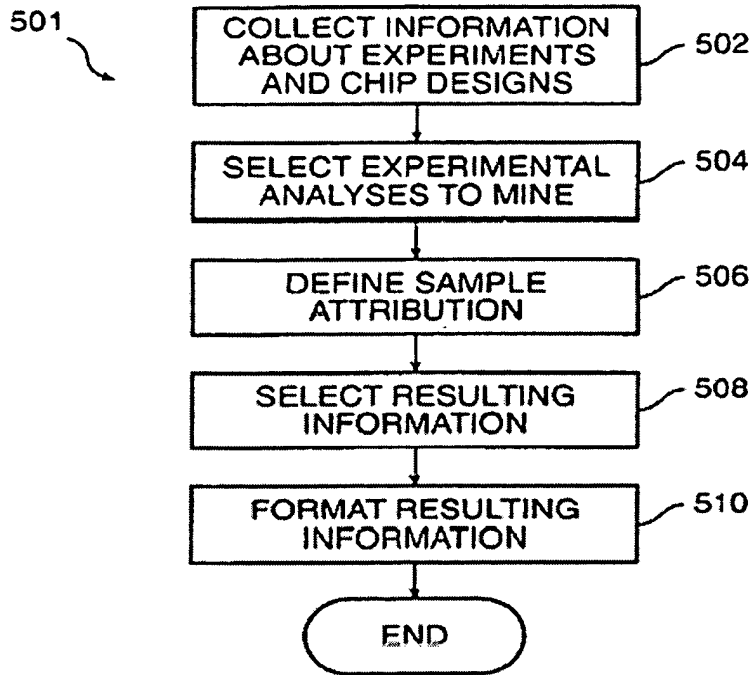 501
COLLECT INFORMATION
ABOUT EXPERIMENTS
AND CHIP DESIGNS
502
SELECT EXPERIMENTAL
ANALYSES TO MINE
504
DEFINE SAMPLE
ATTRIBUTION
506
SELECT RESULTING
INFORMATION
508
FORMAT RESULTING
INFORMATION
510
END